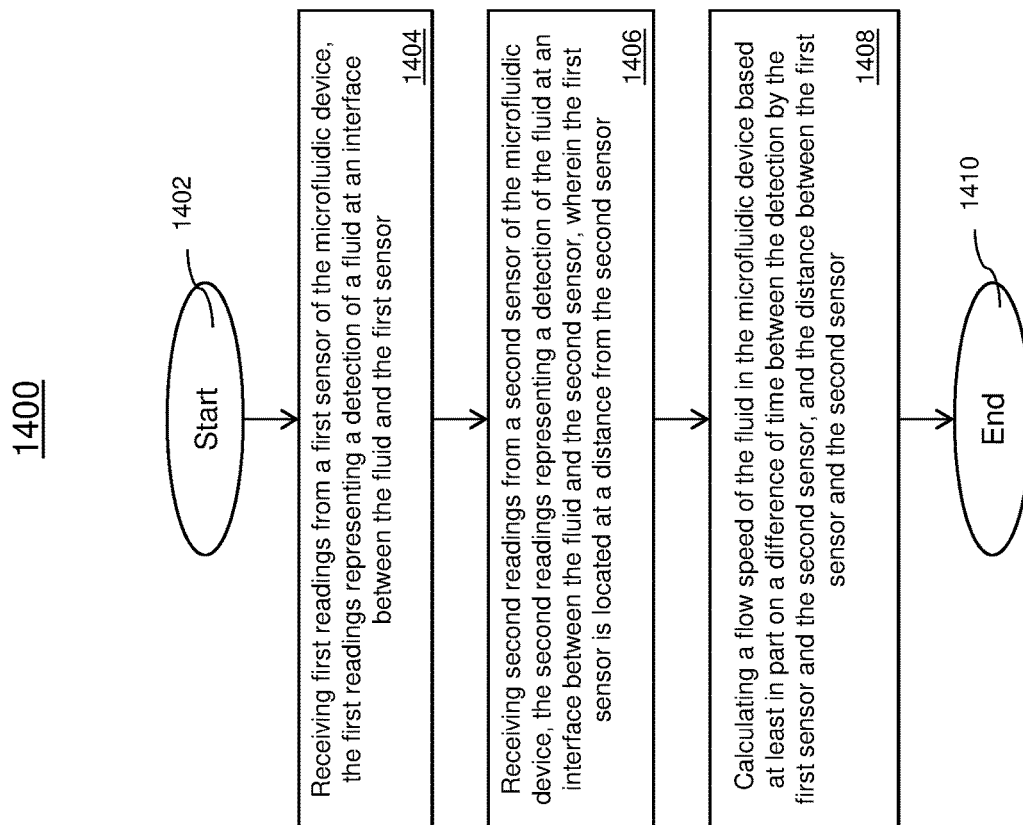 1400
Start
1402
Receiving first readings from a first sensor of the microfluidic device,
the first readings representing a detection of a fluid at an interface
between the fluid and the first sensor
1404
Receiving second readings from a second sensor of the microfluidic
device, the second readings representing a detection of the fluid at an
interface between the fluid and the second sensor, wherein the first
sensor is located at a distance from the second sensor
1406
Calculating a flow speed of the fluid in the microfluidic device based
at least in part on a difference of time between the detection by the
first sensor and the second sensor, and the distance between the first
sensor and the second sensor
1408
End
1410